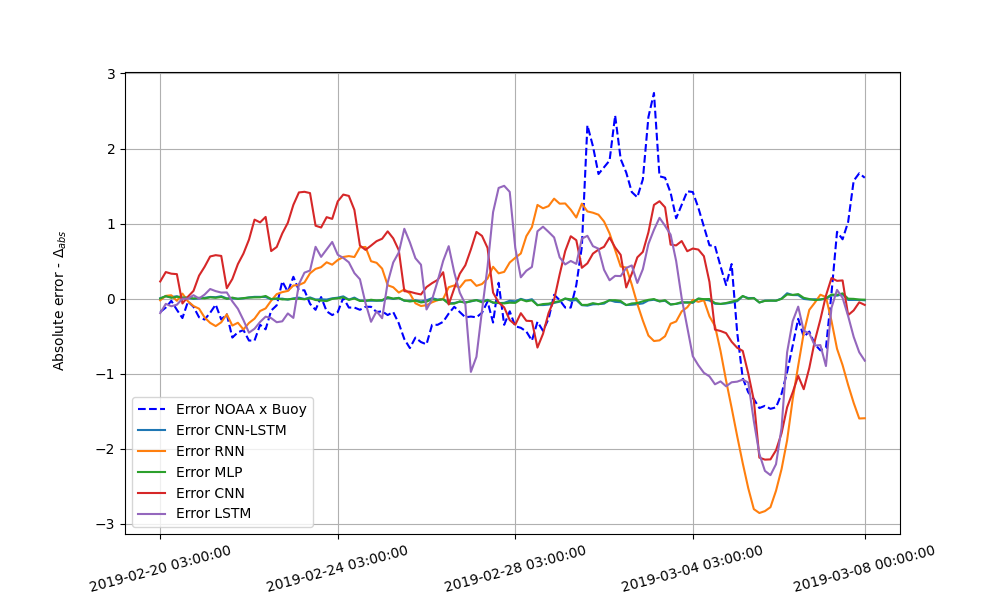 3
2
1
0
−1
−2
−3
Absolute error - Δabs
Error NOAA x Buoy
Error CNN-LSTM
Error RNN
Error MLP
Error CNN
Error LSTM
2019-02-20 03:00:00
2019-02-24 03:00:00
2019-02-28 03:00:00
2019-03-04 03:00:00
2019-03-08 00:00:00